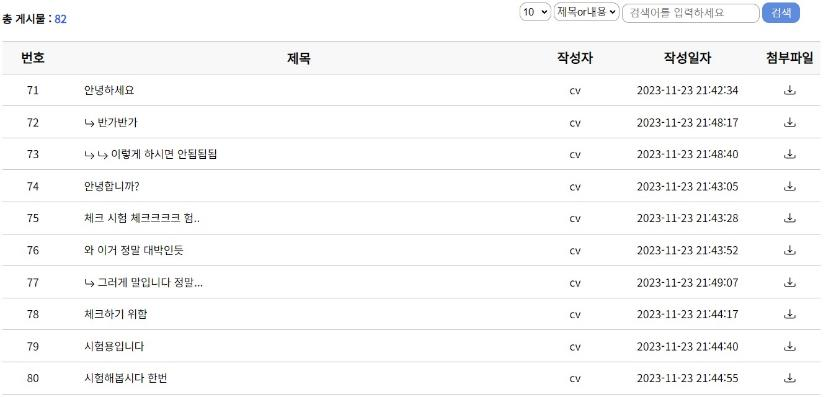 총 게시물 : 82 10 제목or내용 검색어를 입력하세요 검색
번호 제목 작성자 작성일자 첨부파일
71 안녕하세요 cv 2023-11-23 21:42:34
72 ↳ 반가반가 cv 2023-11-23 21:48:17
73 ↳ ↳ 이렇게 하시면 안됩됩됩 cv 2023-11-23 21:48:40
74 안녕합니까? cv 2023-11-23 21:43:05
75 체크 시험 체크크크크 험.. cv 2023-11-23 21:43:28
76 와 이거 정말 대박인듯 cv 2023-11-23 21:43:52
77 ↳ 그러게 말입니다 정말... cv 2023-11-23 21:49:07
78 체크하기 위함 cv 2023-11-23 21:44:17
79 시험용입니다 cv 2023-11-23 21:44:40
80 시험해봅시다 한번 cv 2023-11-23 21:44:55